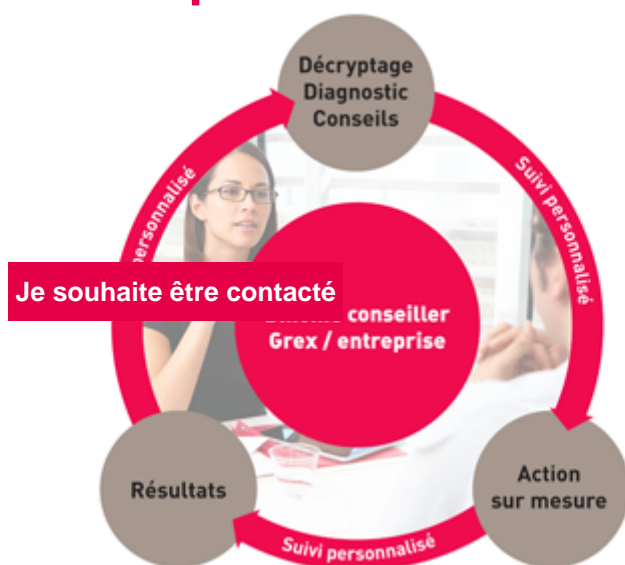 Décryptage
Diagnostic
Conseils
Suivi personnalisé
personnalisé
Je souhaite être contacté
conseiller
Grex / entreprise
Résultats
Action
sur mesure
Suivi personnalisé